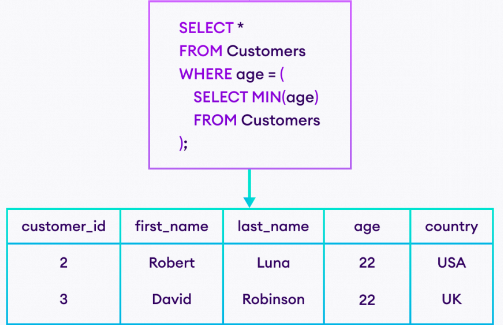 SELECT *
FROM Customers
WHERE age = (
SELECT MIN(age)
FROM Customers
);
customer_id first_name last_name age country
2 Robert Luna 22 USA
3 David Robinson 22 UK